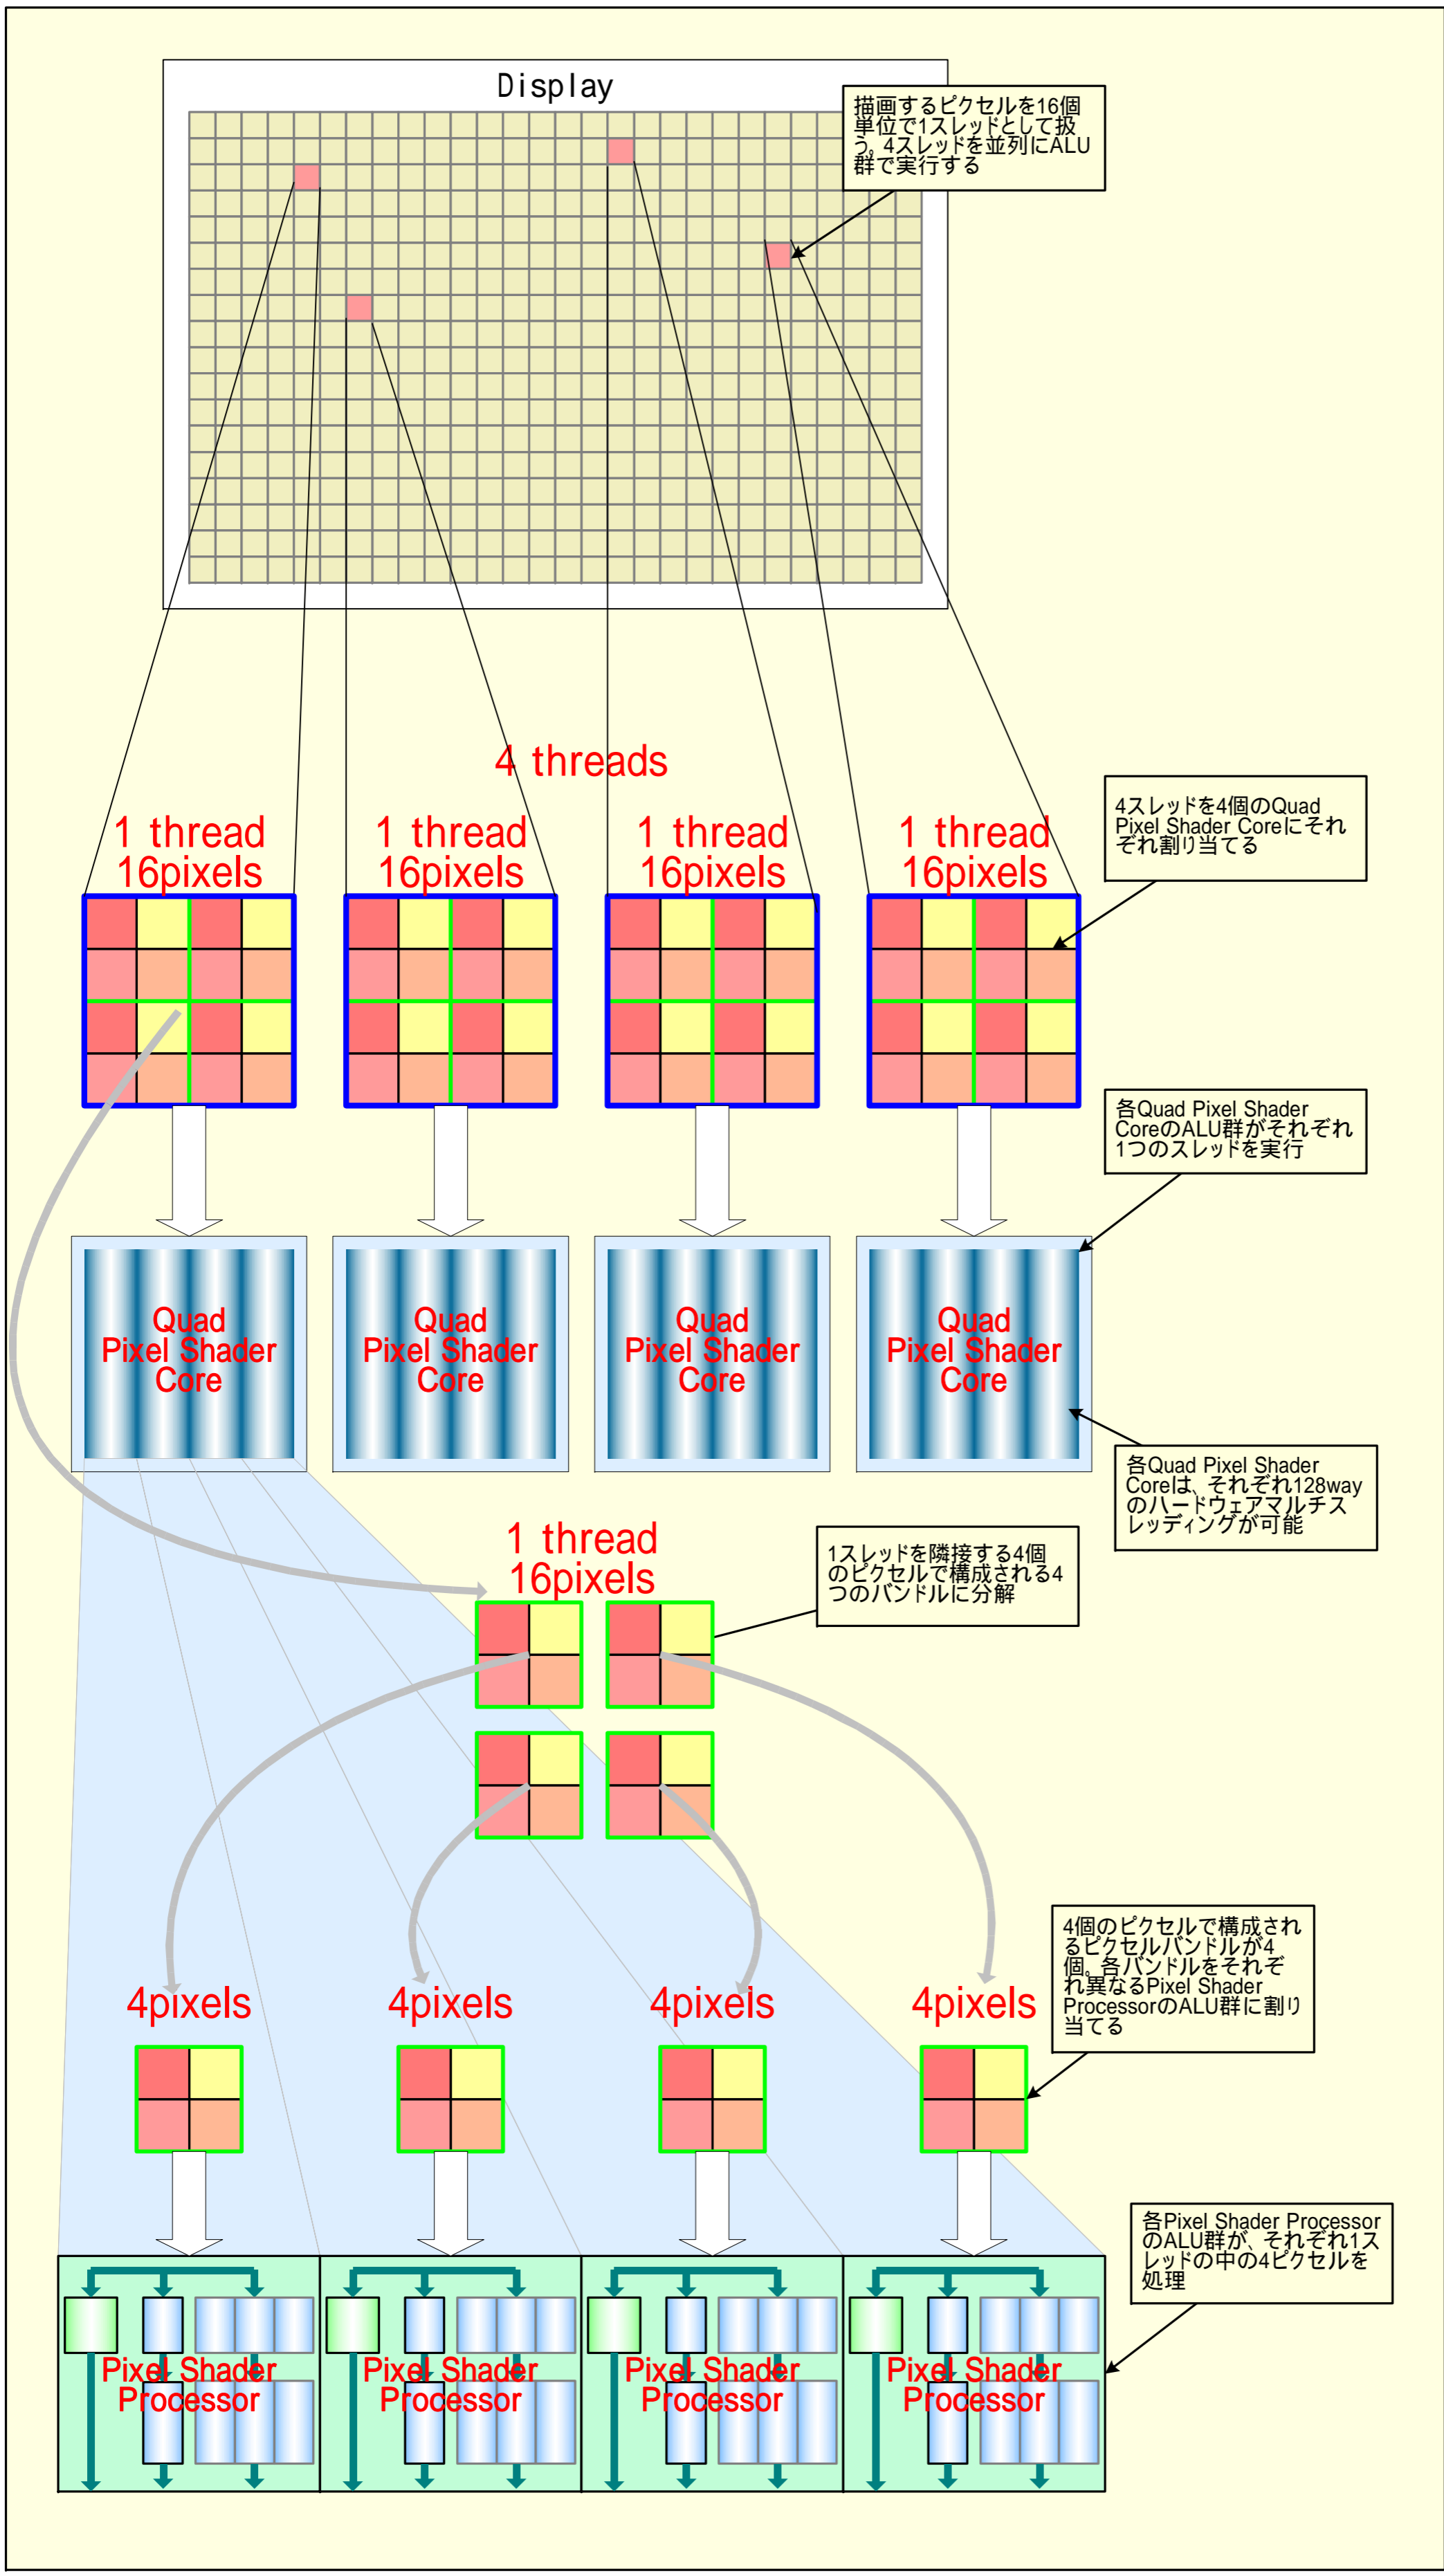 Display
描画するピクセルを16個
単位で1スレッドとして扱
う。4スレッドを並列にALU
群で実行する
4 threads
1 thread
16pixels
1 thread
16pixels
1 thread
16pixels
1 thread
16pixels
4スレッドを4個のQuad
Pixel Shader Coreにそれ
ぞれ割り当てる
各Quad Pixel Shader
CoreのALU群がそれぞれ
1つのスレッドを実行
Quad
Pixel Shader
Core
Quad
Pixel Shader
Core
Quad
Pixel Shader
Core
Quad
Pixel Shader
Core
各Quad Pixel Shader
Coreは、それぞれ128way
のハードウェアマルチス
レッディングが可能
1 thread
16pixels
1スレッドを隣接する4個
のピクセルで構成される4
つのバンドルに分解
4個のピクセルで構成され
るピクセルバンドルが4
個。各バンドルをそれぞ
れ異なるPixel Shader
ProcessorのALU群に割り
当てる
4pixels
4pixels
4pixels
4pixels
各Pixel Shader Processor
のALU群が、それぞれ1ス
レッドの中の4ピクセルを
処理
Pixel Shader
Processor
Pixel Shader
Processor
Pixel Shader
Processor
Pixel Shader
Processor